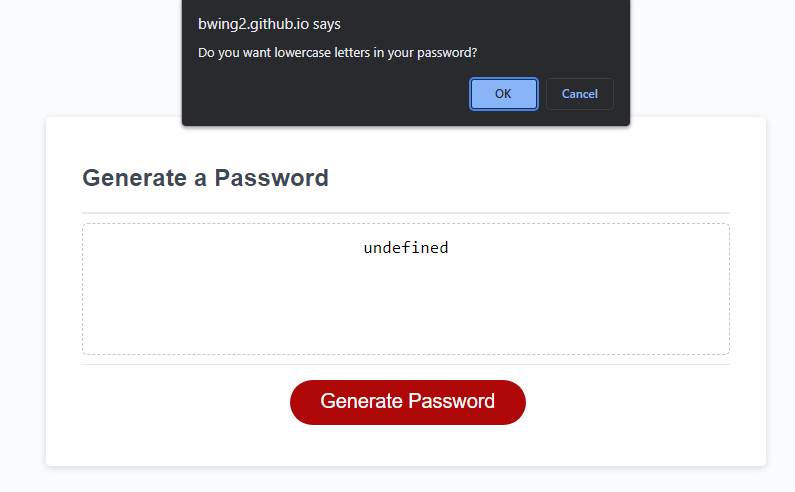 bwing2.github.io says
Do you want lowercase letters in your password?
OK
Cancel
Generate a Password
undefined
Generate Password